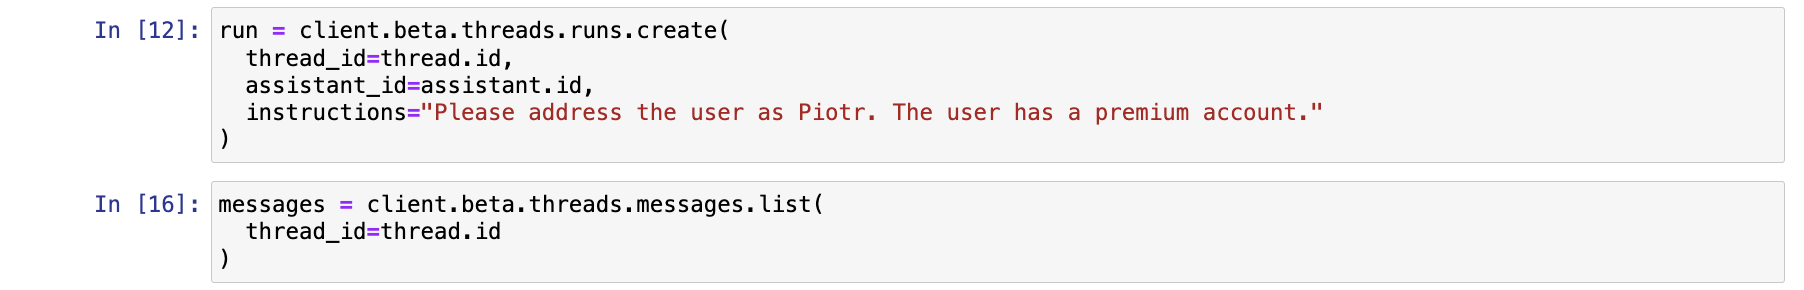 In [12]: run = client.beta.threads.runs.create(
  thread_id=thread.id,
  assistant_id=assistant.id,
  instructions="Please address the user as Piotr. The user has a premium account."
)
In [16]: messages = client.beta.threads.messages.list(
  thread_id=thread.id
)